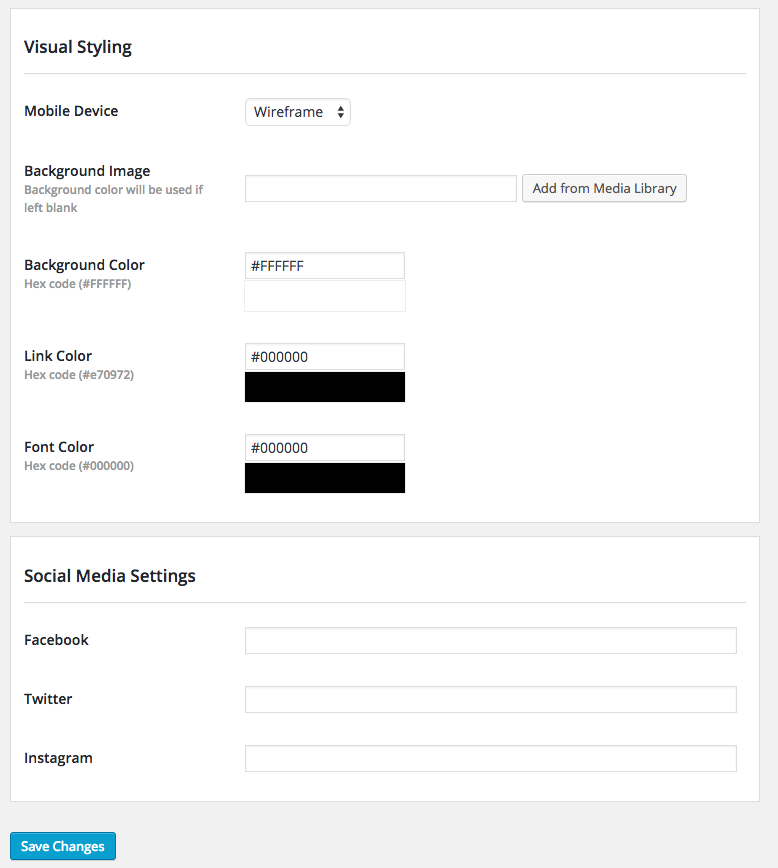 Visual Styling
Mobile Device
Wireframe
Background Image
Background color will be used if
left blank
Add from Media Library
Background Color
Hex code (#FFFFFF)
#FFFFFF
Link Color
Hex code (#e70972)
#000000
Font Color
Hex code (#000000)
#000000
Social Media Settings
Facebook
Twitter
Instagram
Save Changes